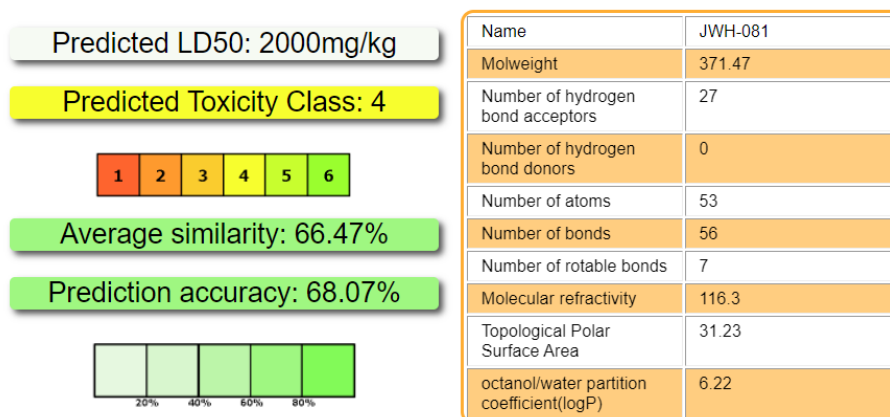 Predicted LD50: 2000mg/kg
Predicted Toxicity Class: 4
1 2 3 4 5 6
Average similarity: 66.47%
Prediction accuracy: 68.07%
20% 40% 60% 80%
Name JWH-081
Molweight 371.47
Number of hydrogen
bond acceptors 27
Number of hydrogen
bond donors 0
Number of atoms 53
Number of bonds 56
Number of rotable bonds 7
Molecular refractivity 116.3
Topological Polar
Surface Area 31.23
octanol/water partition
coefficient(logP) 6.22